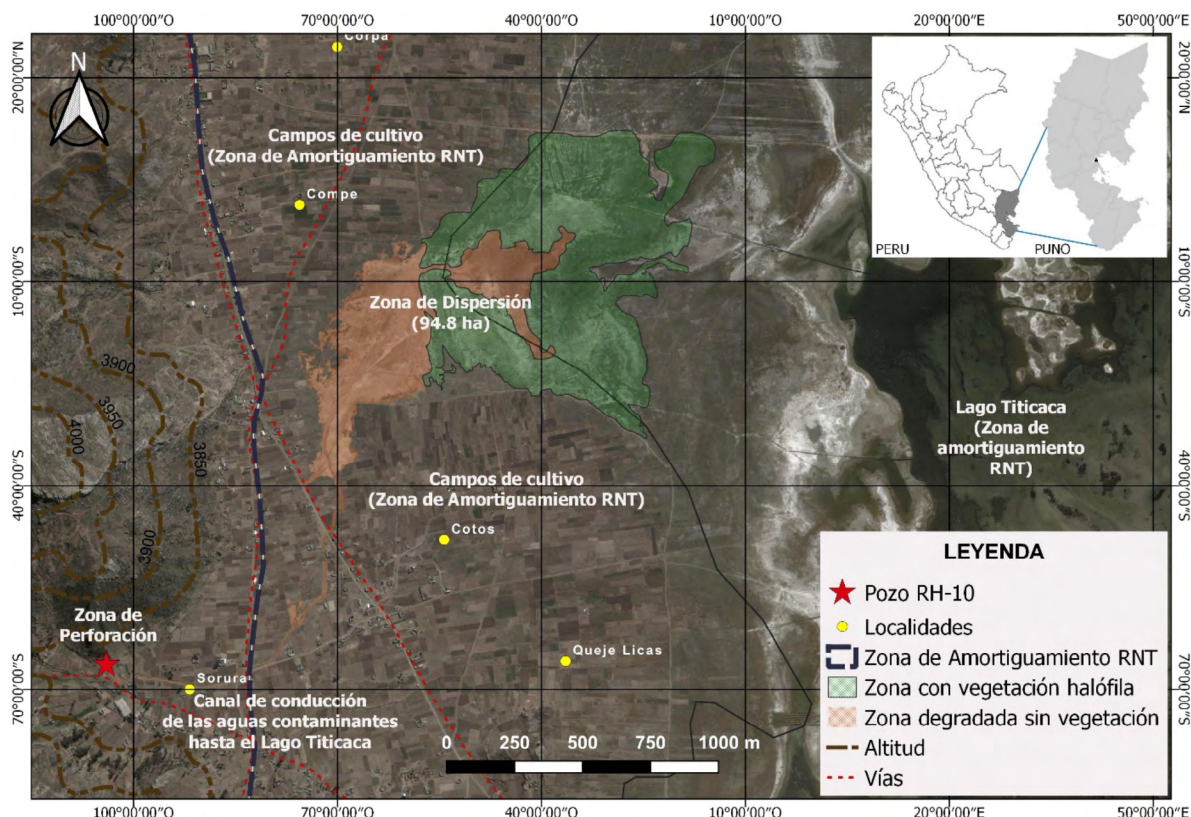 100°00'00"O
70°00'00"O
40°00'00"O
10°00'00"O
20°00'00"E
50°00'00"E
20°00'00"N
10°00'00"S
40°00'00"S
70°00'00"S
20°00'00"N
10°00'00"S
40°00'00"S
70°00'00"S
N
Corpa
Campos de cultivo
(Zona de Amortiguamiento RNT)
Compe
PERU
PUNO
Zona de Dispersión
(94.8 ha)
3900
3950
4000
3850
3900
Lago Titicaca
(Zona de
amortiguamiento
RNT)
Campos de cultivo
(Zona de Amortiguamiento RNT)
Cotos
Zona de
Perforación
Queje Licas
Sorura
Canal de conducción
de las aguas contaminantes
hasta el Lago Titicaca
0 250 500 750 1000 m
LEYENDA
Pozo RH-10
Localidades
Zona de Amortiguamiento RNT
Zona con vegetación halófila
Zona degradada sin vegetación
Altitud
Vías
100°00'00"O
70°00'00"O
40°00'00"O
10°00'00"O
20°00'00"E
50°00'00"E